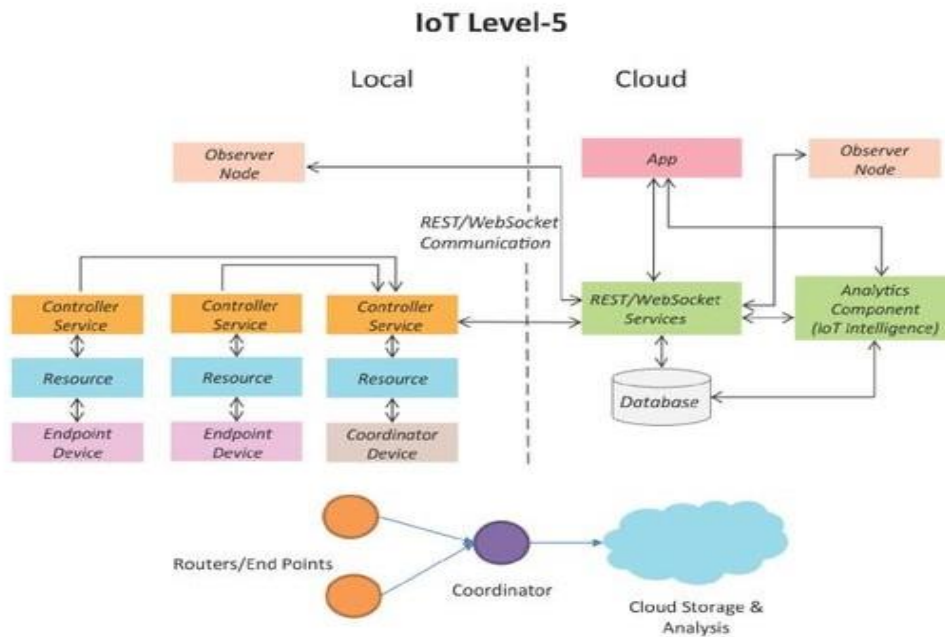 IoT Level-5
Local
Cloud
Observer
Node
App
Observer
Node
REST/WebSocket
Communication
Controller
Service
Controller
Service
Controller
Service
REST/WebSocket
Services
Analytics
Component
(IoT Intelligence)
Resource
Resource
Resource
Database
Endpoint
Device
Endpoint
Device
Coordinator
Device
Routers/End Points
Coordinator
Cloud Storage &
Analysis